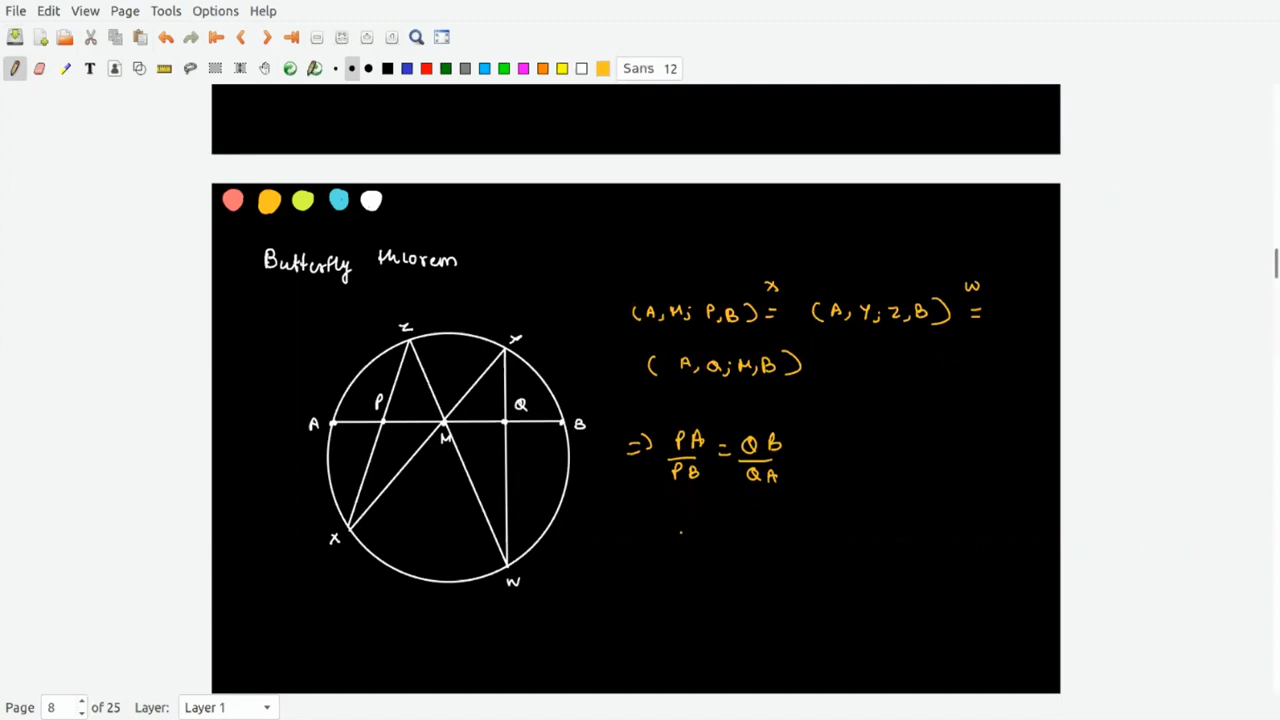 File Edit View Page Tools Options Help
Sans 12
Butterfly theorem
x w
(A, M; P, B) = (A, Y; Z, B) =
(A, Q; M, B)
=> PA/PB = QB/QA
Z Y
P Q
A M B
X
W
Page 8 of 25 Layer: Layer 1